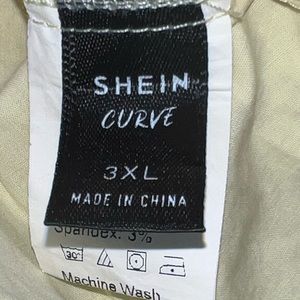 SHEIN
CURVE
3XL
MADE IN CHINA
Spandex: 3%
30°
Machine Wash